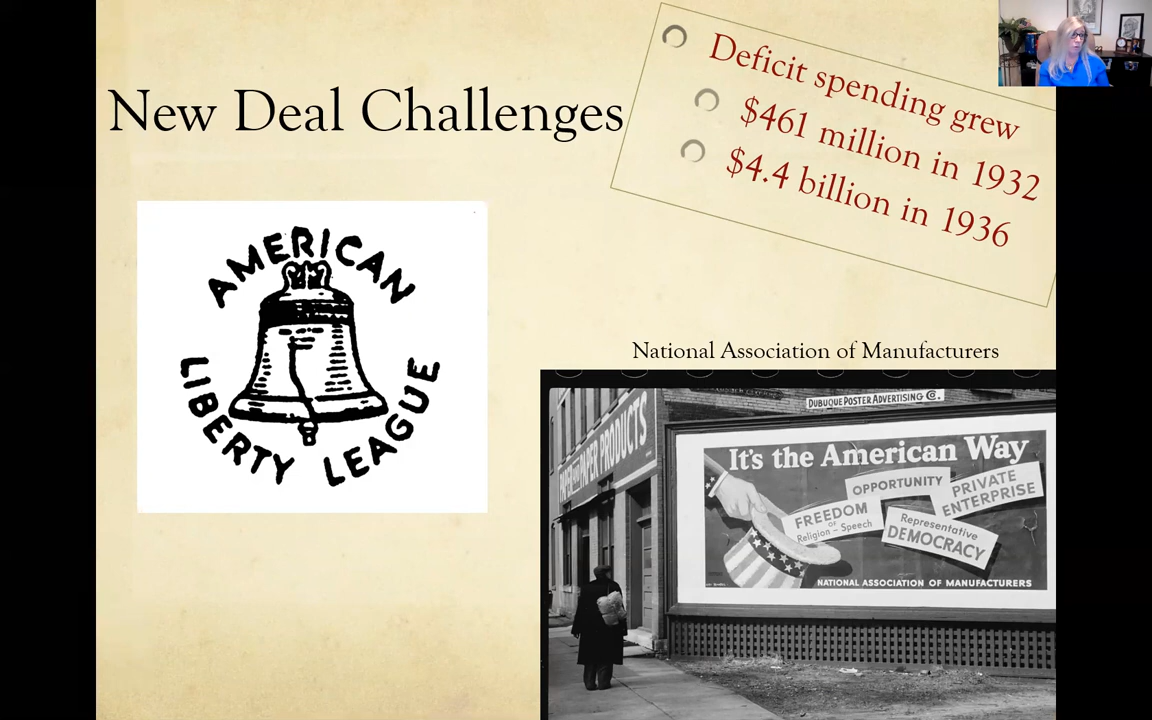 New Deal Challenges
Deficit spending grew
$461 million in 1932
$4.4 billion in 1936
AMERICAN
LIBERTY LEAGUE
National Association of Manufacturers
DUBUQUE POSTER ADVERTISING CO.
PAPER AND PAPER PRODUCTS
It's the American Way
OPPORTUNITY
PRIVATE
ENTERPRISE
FREEDOM
OF
Religion - Speech
Representative
DEMOCRACY
NATIONAL ASSOCIATION OF MANUFACTURERS